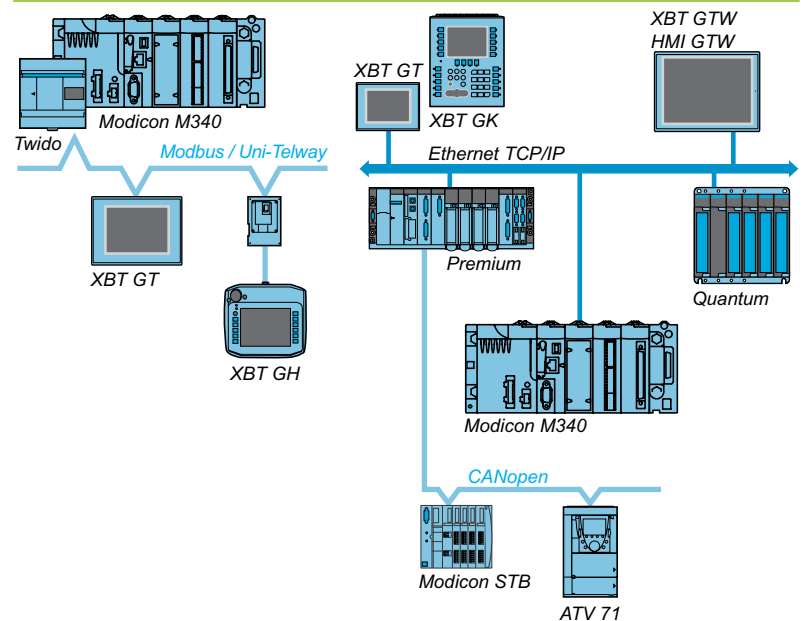 XBT GTW
HMI GTW
XBT GT
XBT GK
Modicon M340
Twido
Modbus / Uni-Telway
Ethernet TCP/IP
XBT GT
Premium
Quantum
XBT GH
Modicon M340
CANopen
Modicon STB
ATV 71